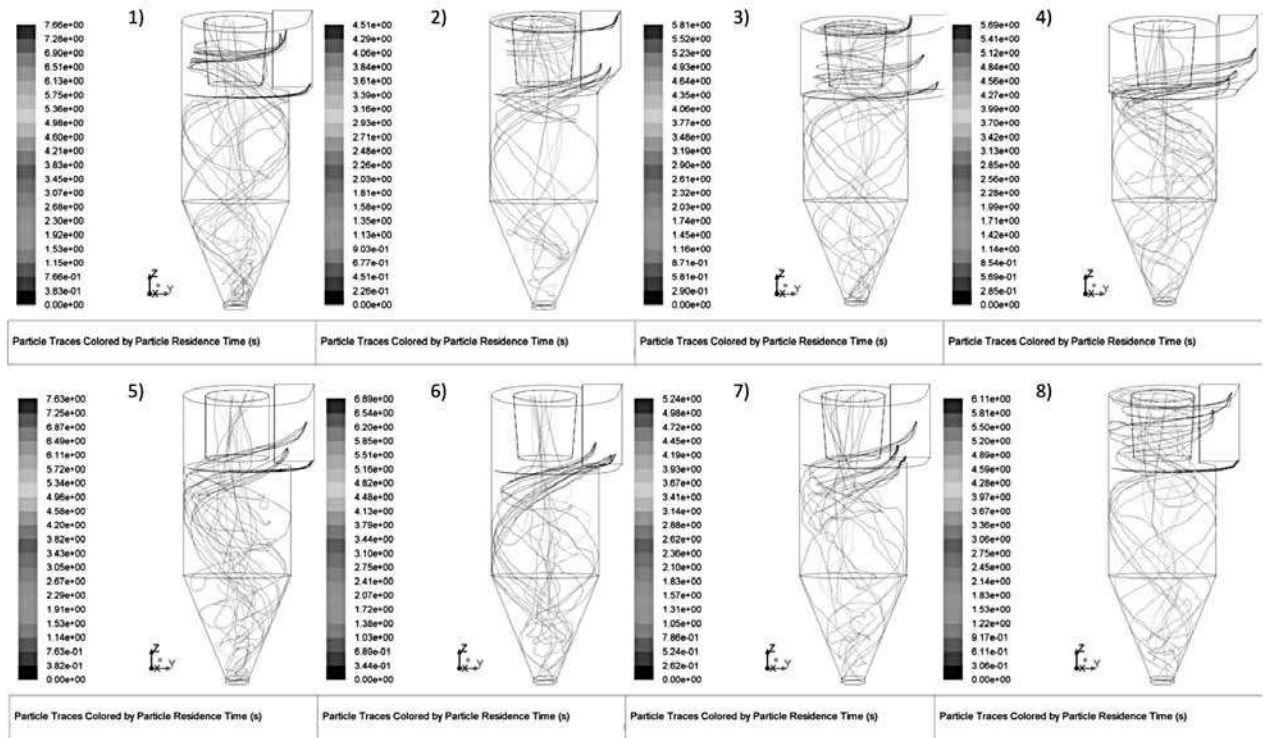 1)
7.66e+00
7.28e+00
6.90e+00
6.51e+00
6.13e+00
5.75e+00
5.36e+00
4.98e+00
4.60e+00
4.21e+00
3.83e+00
3.45e+00
3.07e+00
2.68e+00
2.30e+00
1.92e+00
1.53e+00
1.15e+00
7.66e-01
3.83e-01
0.00e+00
Z
X Y
Particle Traces Colored by Particle Residence Time (s)
2)
4.51e+00
4.29e+00
4.06e+00
3.84e+00
3.61e+00
3.39e+00
3.16e+00
2.93e+00
2.71e+00
2.48e+00
2.26e+00
2.03e+00
1.81e+00
1.58e+00
1.35e+00
1.13e+00
9.03e-01
6.77e-01
4.51e-01
2.26e-01
0.00e+00
Z
X Y
Particle Traces Colored by Particle Residence Time (s)
3)
5.81e+00
5.52e+00
5.23e+00
4.93e+00
4.64e+00
4.35e+00
4.06e+00
3.77e+00
3.48e+00
3.19e+00
2.90e+00
2.61e+00
2.32e+00
2.03e+00
1.74e+00
1.45e+00
1.16e+00
8.71e-01
5.81e-01
2.90e-01
0.00e+00
Z
X Y
Particle Traces Colored by Particle Residence Time (s)
4)
5.69e+00
5.41e+00
5.12e+00
4.84e+00
4.56e+00
4.27e+00
3.99e+00
3.70e+00
3.42e+00
3.13e+00
2.85e+00
2.56e+00
2.28e+00
1.99e+00
1.71e+00
1.42e+00
1.14e+00
8.54e-01
5.69e-01
2.85e-01
0.00e+00
Z
X Y
Particle Traces Colored by Particle Residence Time (s)
5)
7.63e+00
7.25e+00
6.87e+00
6.49e+00
6.11e+00
5.72e+00
5.34e+00
4.96e+00
4.58e+00
4.20e+00
3.82e+00
3.43e+00
3.05e+00
2.67e+00
2.29e+00
1.91e+00
1.53e+00
1.14e+00
7.63e-01
3.82e-01
0.00e+00
Z
X Y
Particle Traces Colored by Particle Residence Time (s)
6)
6.89e+00
6.54e+00
6.20e+00
5.85e+00
5.51e+00
5.16e+00
4.82e+00
4.48e+00
4.13e+00
3.79e+00
3.44e+00
3.10e+00
2.75e+00
2.41e+00
2.07e+00
1.72e+00
1.38e+00
1.03e+00
6.89e-01
3.44e-01
0.00e+00
Z
X Y
Particle Traces Colored by Particle Residence Time (s)
7)
5.24e+00
4.98e+00
4.72e+00
4.45e+00
4.19e+00
3.93e+00
3.67e+00
3.41e+00
3.14e+00
2.88e+00
2.62e+00
2.36e+00
2.10e+00
1.83e+00
1.57e+00
1.31e+00
1.05e+00
7.86e-01
5.24e-01
2.62e-01
0.00e+00
Z
X Y
Particle Traces Colored by Particle Residence Time (s)
8)
6.11e+00
5.81e+00
5.50e+00
5.20e+00
4.89e+00
4.59e+00
4.28e+00
3.97e+00
3.67e+00
3.36e+00
3.06e+00
2.75e+00
2.45e+00
2.14e+00
1.83e+00
1.53e+00
1.22e+00
9.17e-01
6.11e-01
3.06e-01
0.00e+00
Z
X Y
Particle Traces Colored by Particle Residence Time (s)